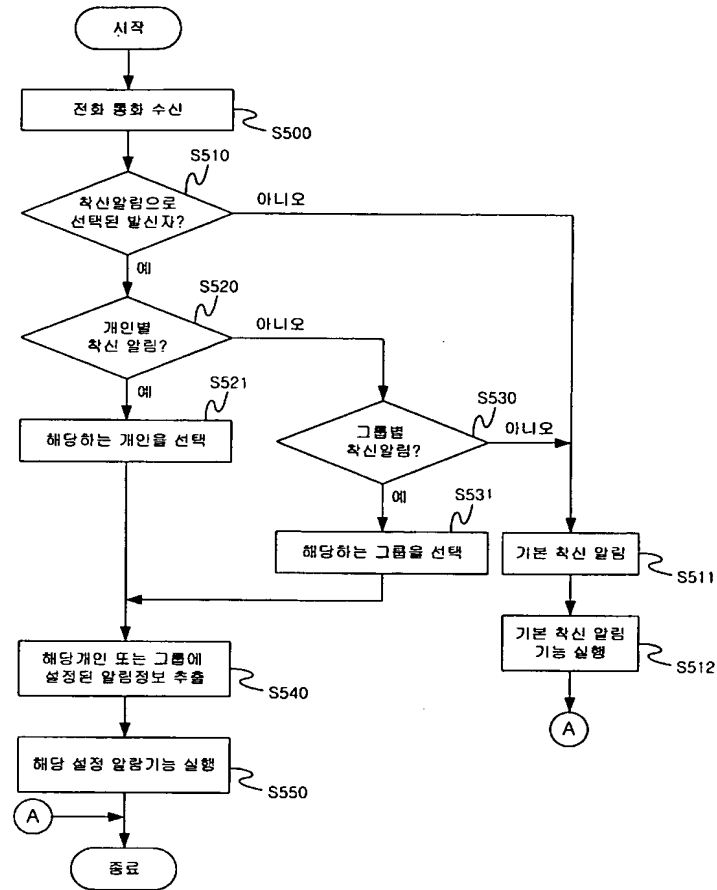 시작
전화 통화 수신
S500
S510
착신알림으로
선택된 발신자?
아니오
예
S520
개인별
착신 알림?
아니오
예
S521
해당하는 개인을 선택
S530
그룹별
착신알림?
아니오
예
S531
해당하는 그룹을 선택
기본 착신 알림
S511
기본 착신 알림
기능 실행
S512
A
해당개인 또는 그룹에
설정된 알림정보 추출
S540
해당 설정 알람기능 실행
S550
A
종료